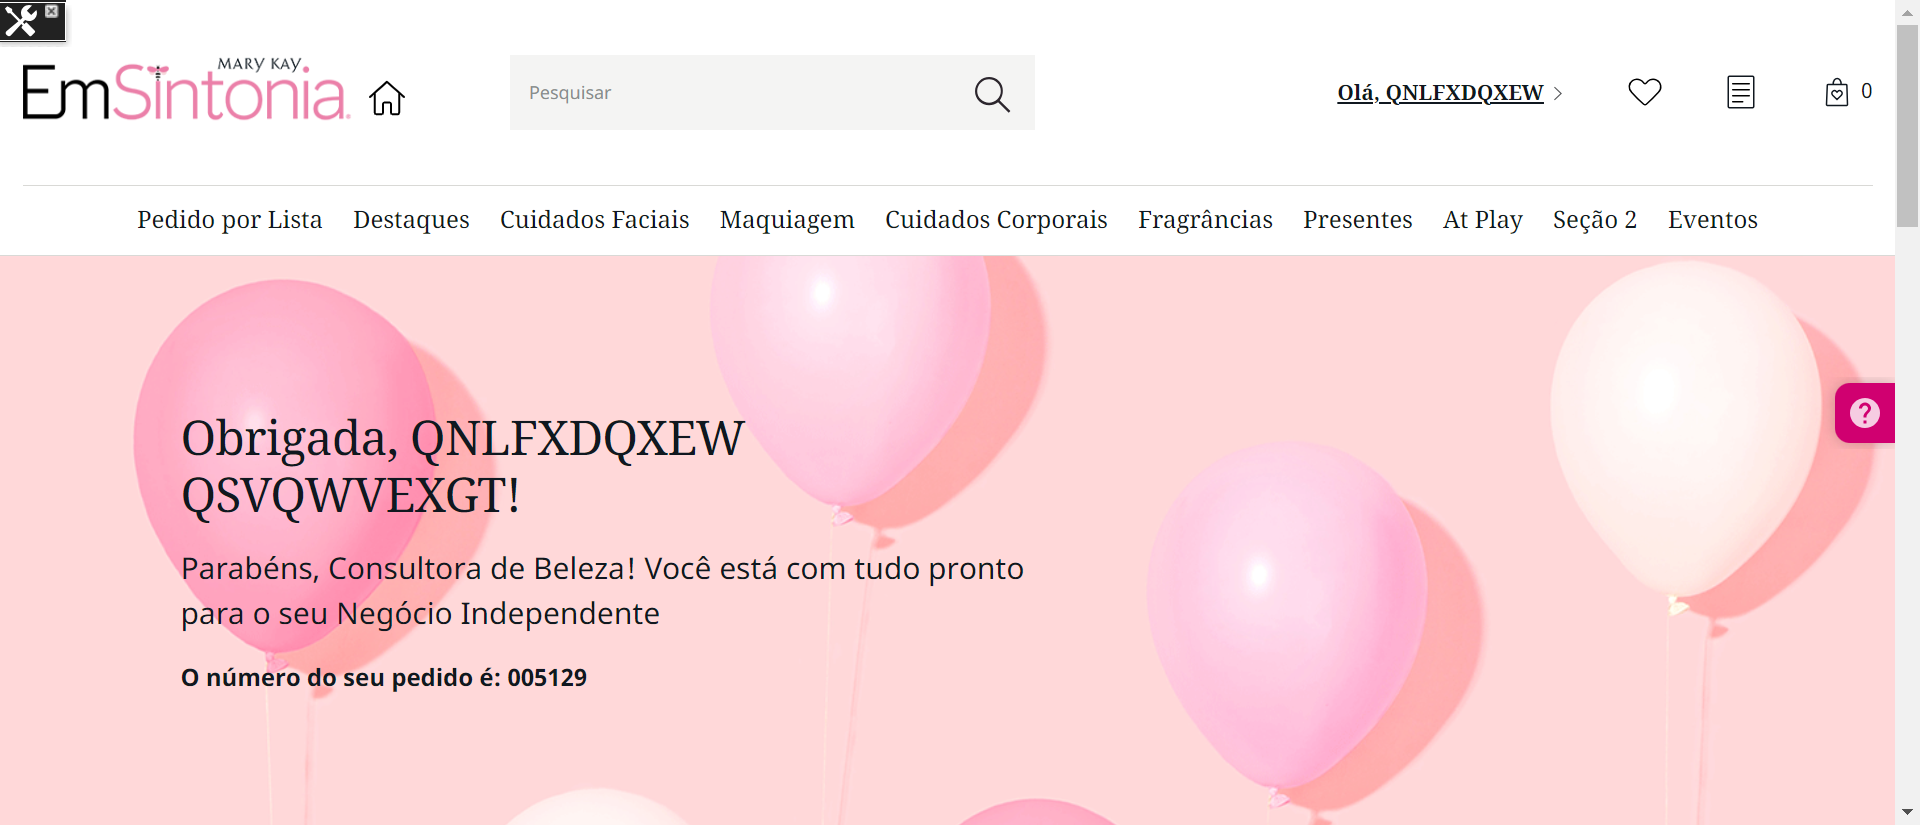 MARY KAY
EmSintonia.
Pesquisar
Olá, QNLFXDQXEW
0
Pedido por Lista Destaques Cuidados Faciais Maquiagem Cuidados Corporais Fragrâncias Presentes At Play Seção 2 Eventos
Obrigada, QNLFXDQXEW
QSVQWVEXGT!
Parabéns, Consultora de Beleza! Você está com tudo pronto
para o seu Negócio Independente
O número do seu pedido é: 005129